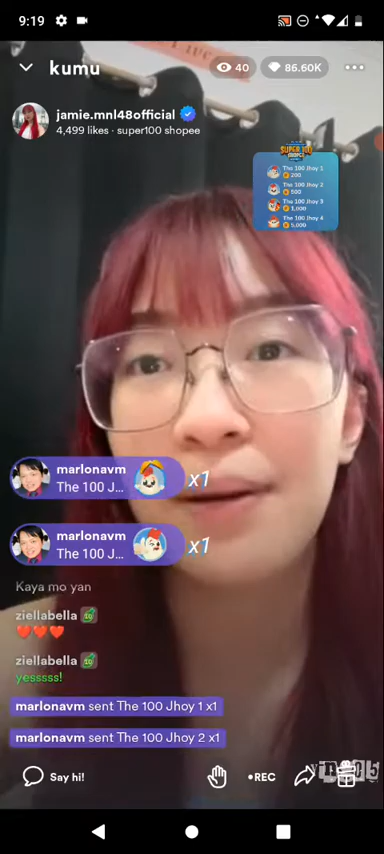 9:19
kumu
40
86.60K
jamie.mnl48official
4,499 likes · super100 shopee
SUPER 100
The 100 Jhoy 1
200
The 100 Jhoy 2
500
The 100 Jhoy 3
1,000
The 100 Jhoy 4
5,000
marlonavm
The 100 J...
x1
marlonavm
The 100 J...
x1
Kaya mo yan
ziellabella
ziellabella
yesssss!
marlonavm sent The 100 Jhoy 1 x1
marlonavm sent The 100 Jhoy 2 x1
Say hi!
•REC